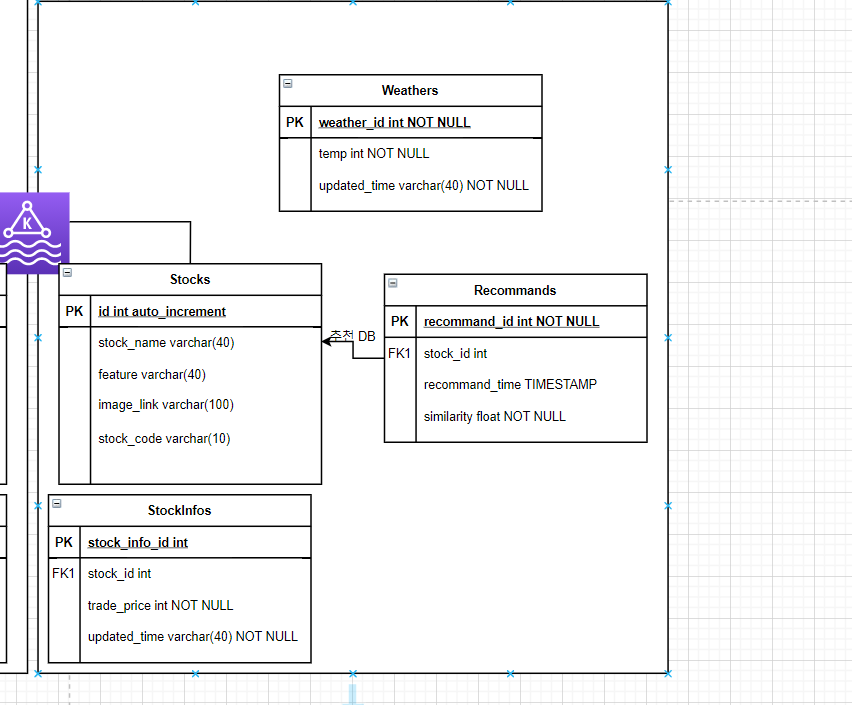 Weathers
PK weather_id int NOT NULL
temp int NOT NULL
updated_time varchar(40) NOT NULL
K
Stocks
PK id int auto_increment
stock_name varchar(40)
feature varchar(40)
image_link varchar(100)
stock_code varchar(10)
추천 DB
Recommands
PK recommand_id int NOT NULL
FK1 stock_id int
recommand_time TIMESTAMP
similarity float NOT NULL
StockInfos
PK stock_info_id int
FK1 stock_id int
trade_price int NOT NULL
updated_time varchar(40) NOT NULL